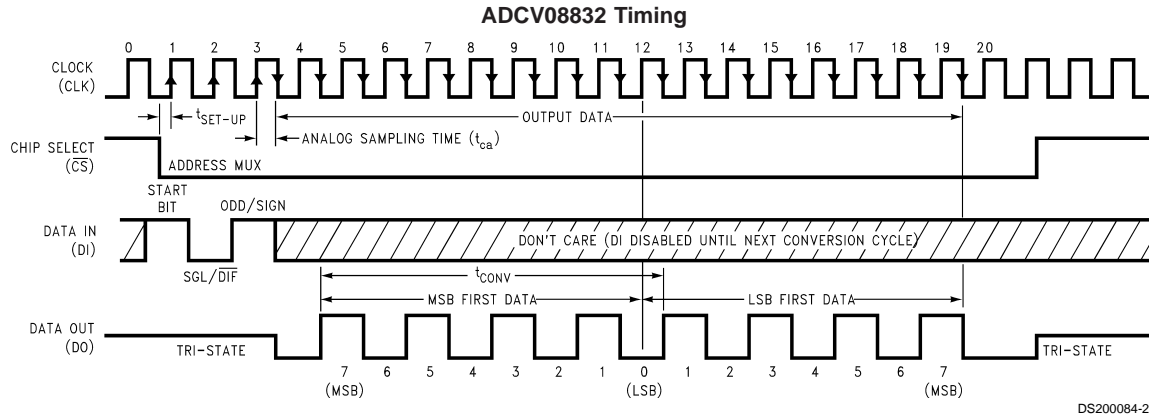 ADCV08832 Timing
0 1 2 3 4 5 6 7 8 9 10 11 12 13 14 15 16 17 18 19 20
CLOCK
(CLK)
tSET-UP
OUTPUT DATA
ANALOG SAMPLING TIME (tca)
CHIP SELECT
(CS)
ADDRESS MUX
START
BIT
ODD/SIGN
DATA IN
(DI)
DON'T CARE (DI DISABLED UNTIL NEXT CONVERSION CYCLE)
SGL/DIF
tCONV
MSB FIRST DATA
LSB FIRST DATA
DATA OUT
(DO)
TRI-STATE
TRI-STATE
7 6 5 4 3 2 1 0 1 2 3 4 5 6 7
(MSB) (LSB) (MSB)
DS200084-2